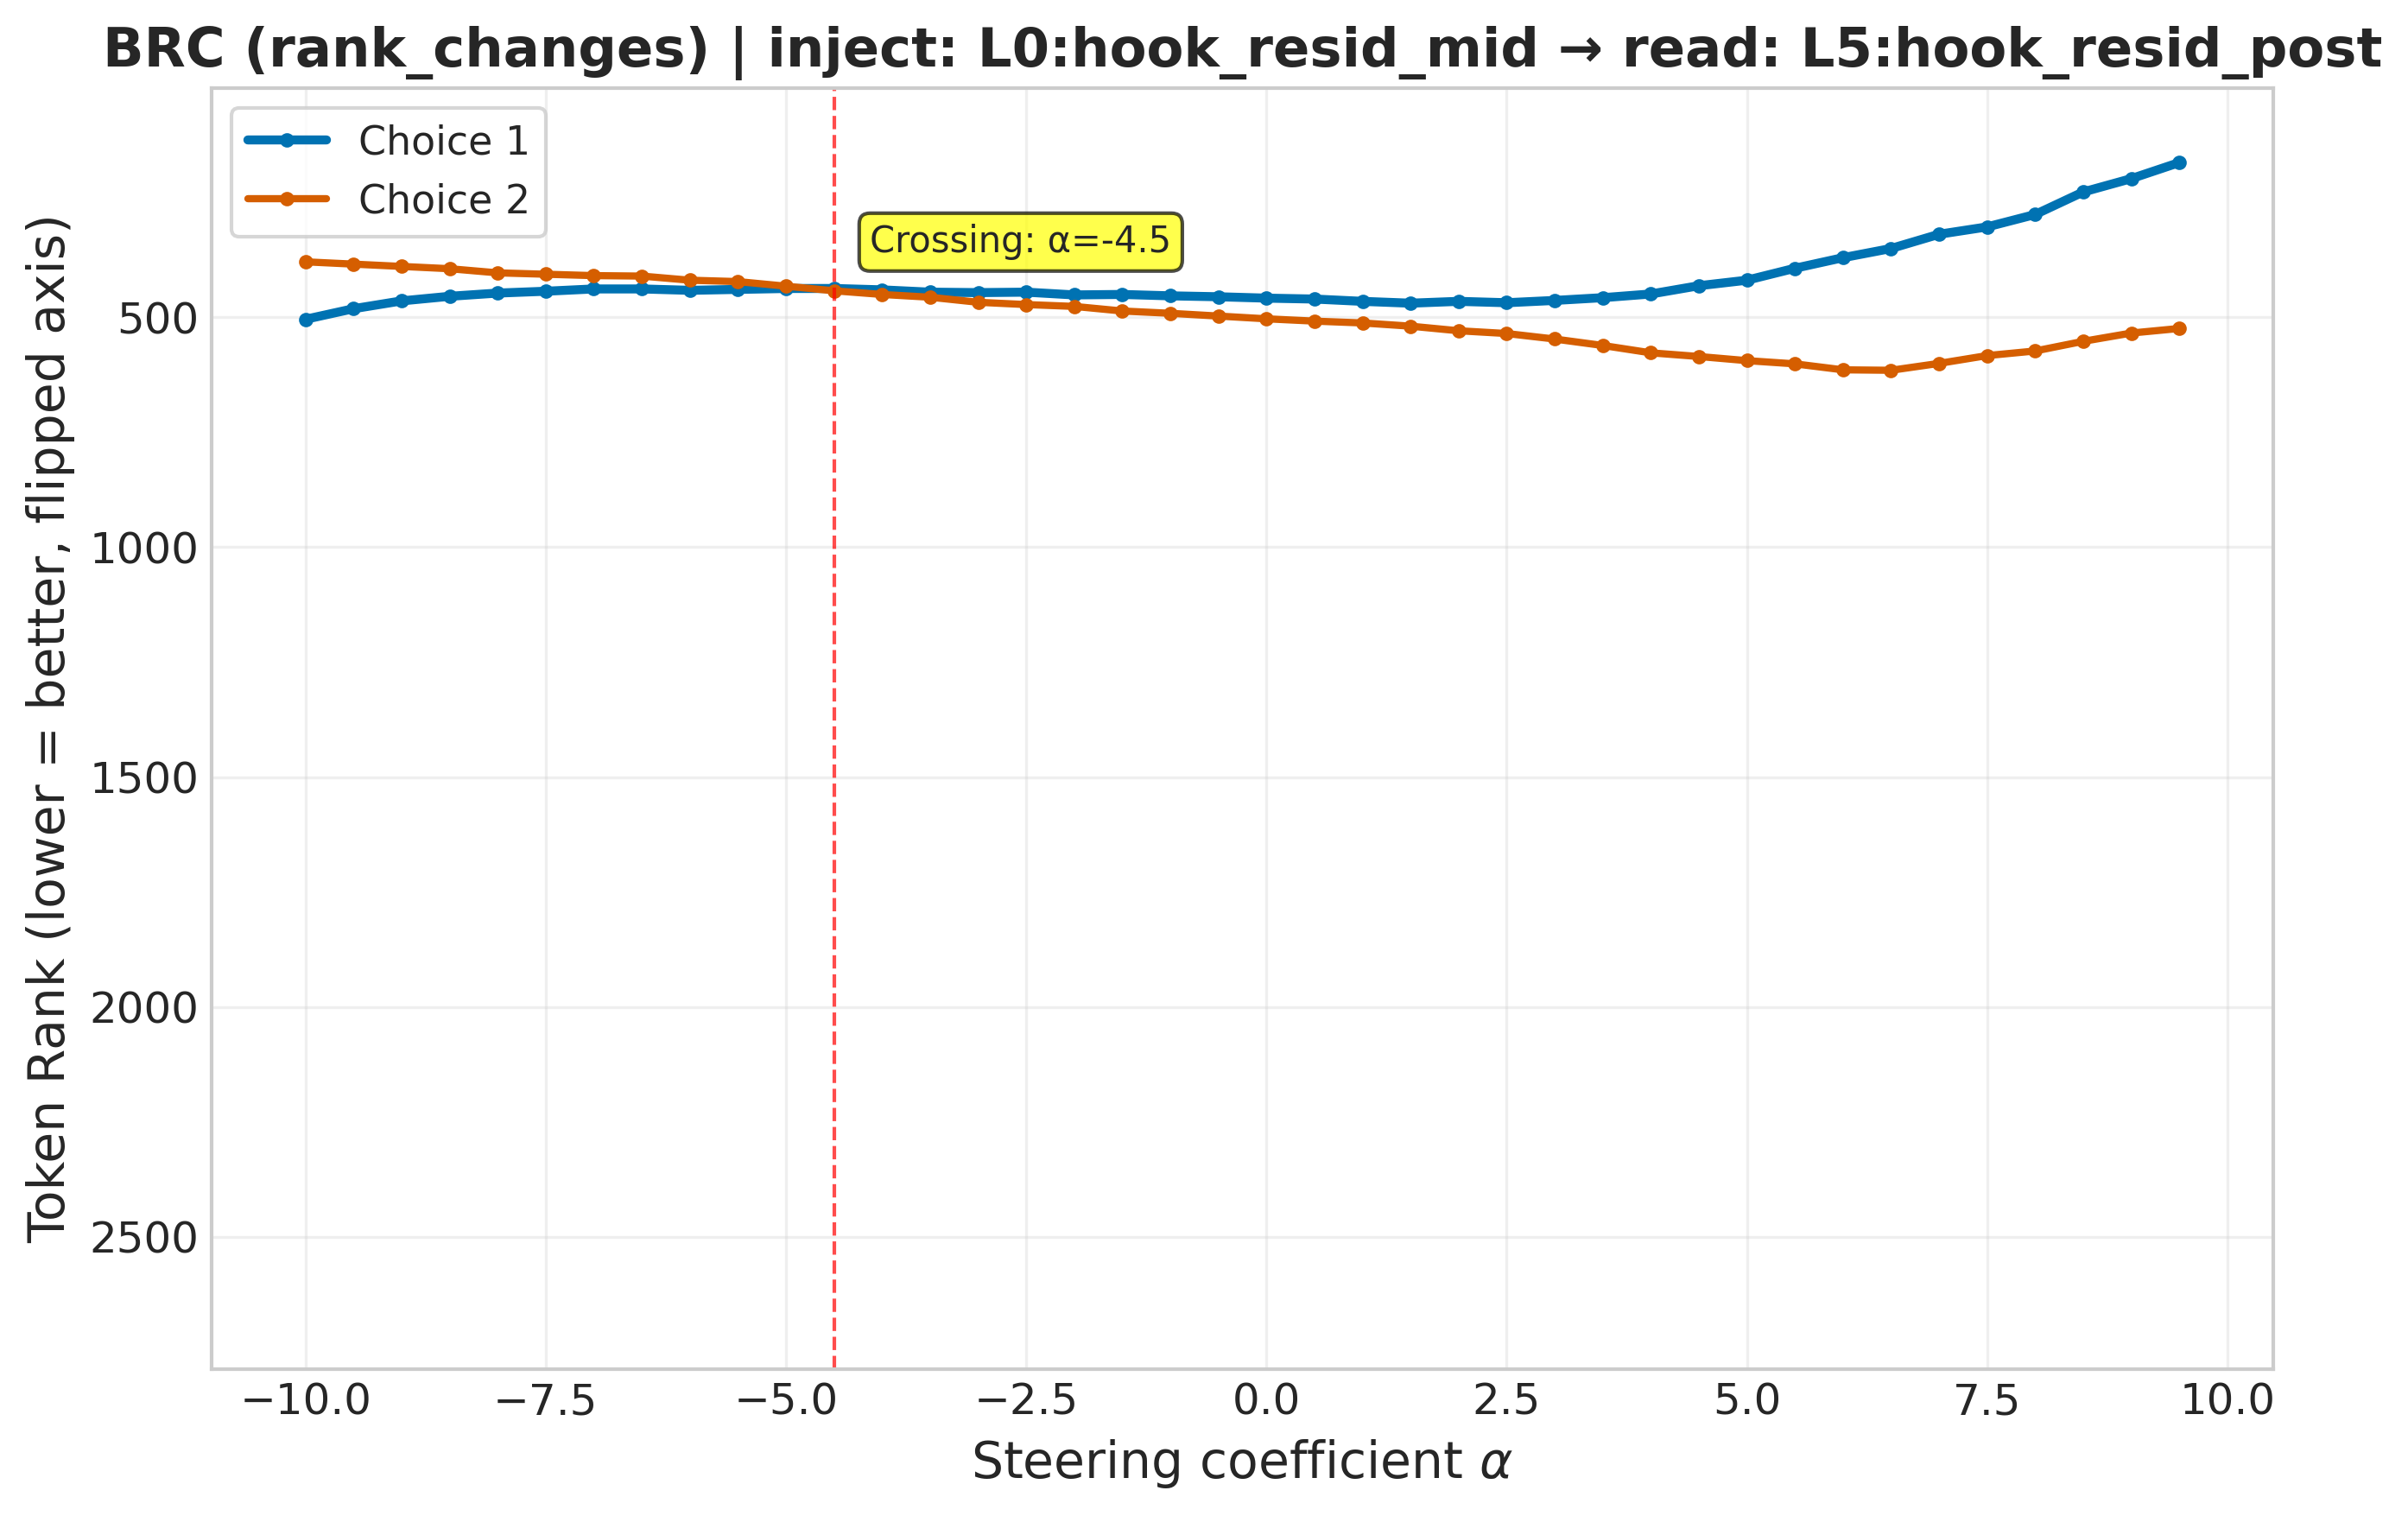 BRC (rank_changes) | inject: L0:hook_resid_mid → read: L5:hook_resid_post
Choice 1
Choice 2
Crossing: α=-4.5
Token Rank (lower = better, flipped axis)
500
1000
1500
2000
2500
−10.0 −7.5 −5.0 −2.5 0.0 2.5 5.0 7.5 10.0
Steering coefficient α